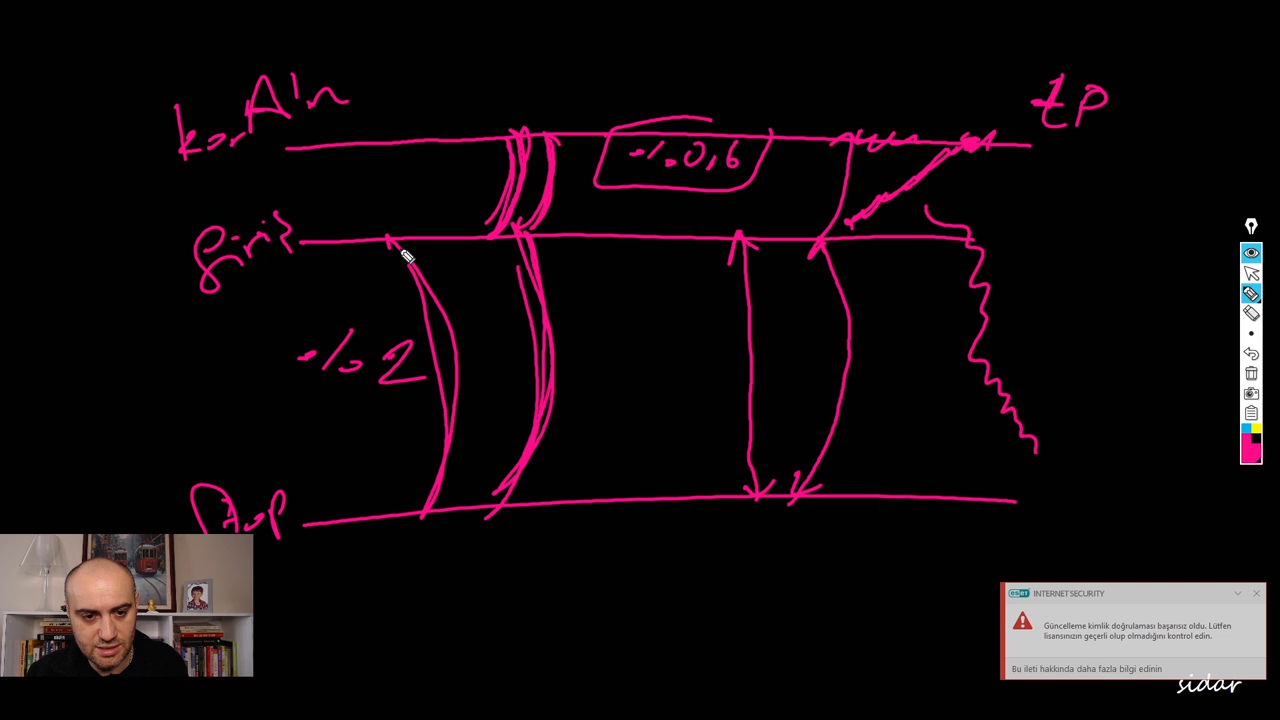 kar Al'n
tp
%0,6
giriş
%2
Stop
eset INTERNET SECURITY
Güncelleme kimlik doğrulaması başarısız oldu. Lütfen
lisansınızın geçerli olup olmadığını kontrol edin.
Bu ileti hakkında daha fazla bilgi edinin
sidar